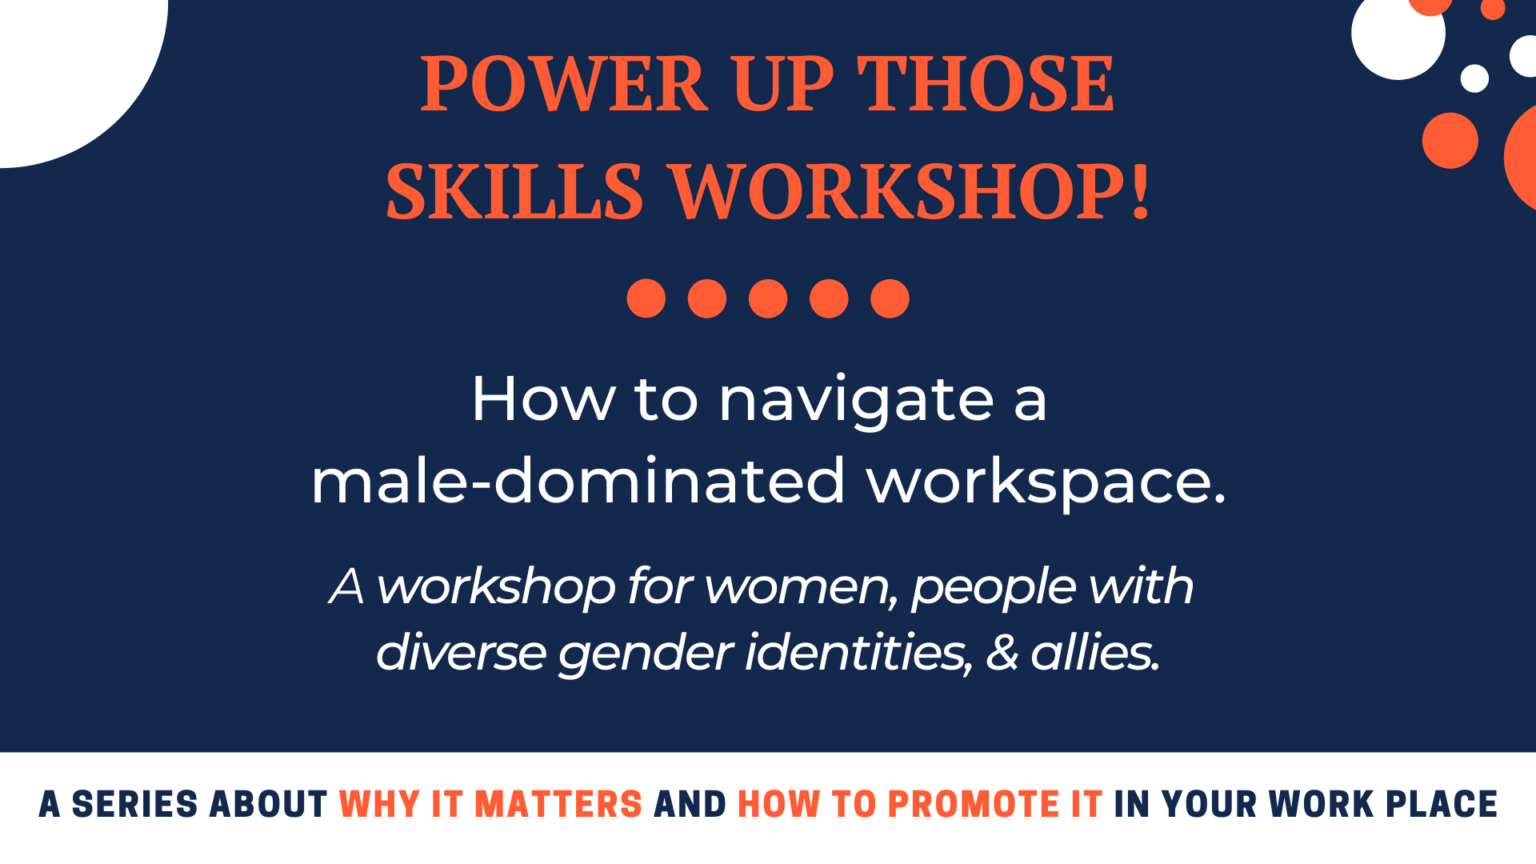 POWER UP THOSE
SKILLS WORKSHOP!
How to navigate a
male-dominated workspace.
A workshop for women, people with
diverse gender identities, & allies.
A SERIES ABOUT WHY IT MATTERS AND HOW TO PROMOTE IT IN YOUR WORK PLACE